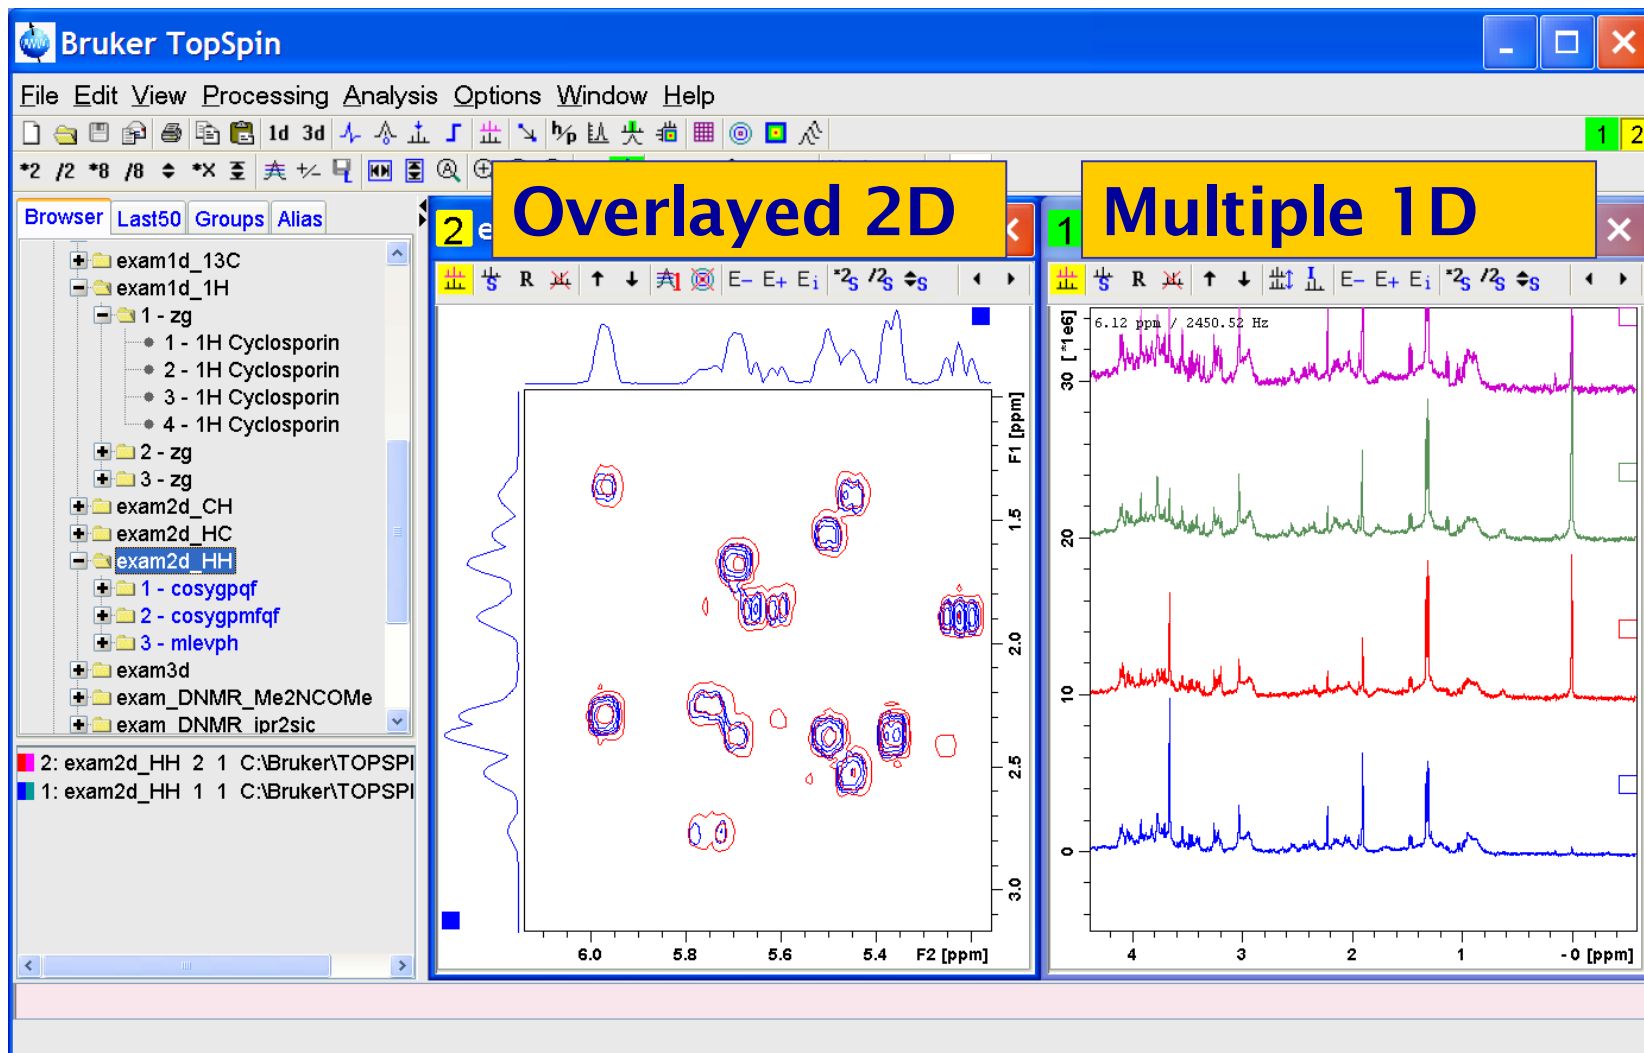 Bruker TopSpin
File Edit View Processing Analysis Options Window Help
1d 3d h/p 1 2
*2 /2 *8 /8 *X +/-
Browser Last50 Groups Alias
exam1d_13C
exam1d_1H
1 - zg
1 - 1H Cyclosporin
2 - 1H Cyclosporin
3 - 1H Cyclosporin
4 - 1H Cyclosporin
2 - zg
3 - zg
exam2d_CH
exam2d_HC
exam2d_HH
1 - cosygpqf
2 - cosygpmfqf
3 - mlevph
exam3d
exam_DNMR_Me2NCOMe
exam_DNMR_ipr2sic
2: exam2d_HH 2 1 C:\Bruker\TOPSPI
1: exam2d_HH 1 1 C:\Bruker\TOPSPI
2 e Overlayed 2D
S R 1 E- E+ Ei *2s /2s s
F1 [ppm]
1.5
2.0
2.5
3.0
6.0 5.8 5.6 5.4 F2 [ppm]
1 Multiple 1D
S R E- E+ Ei *2s /2s s
6.12 ppm / 2450.52 Hz
[*1e6]
30
20
10
0
4 3 2 1 -0 [ppm]